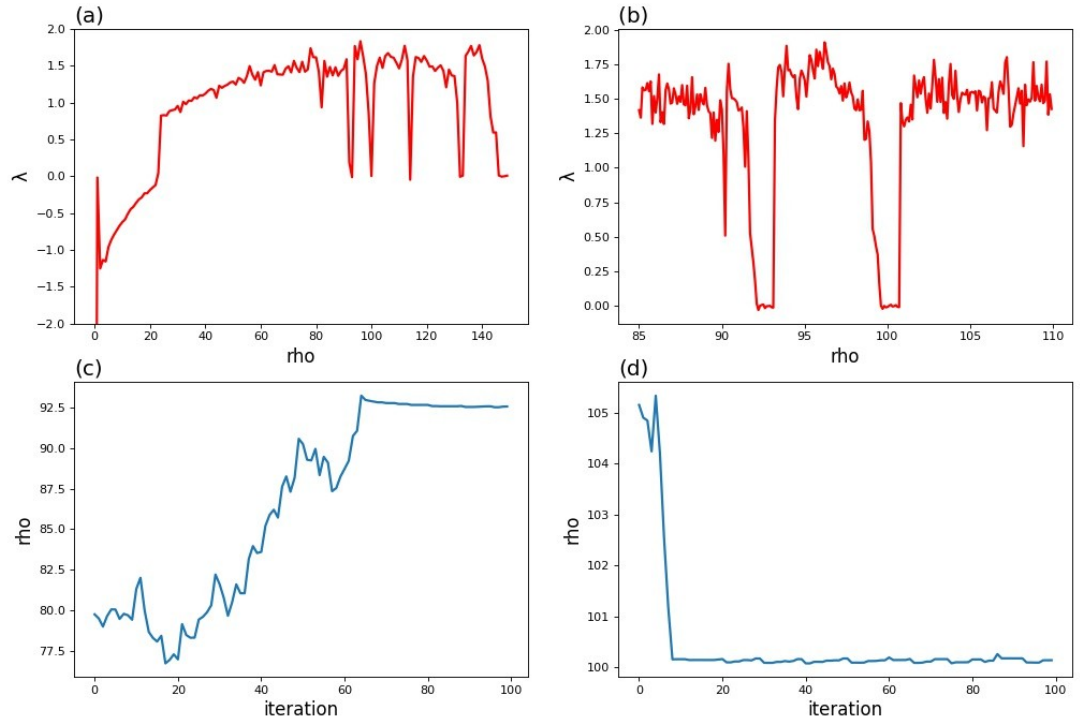 (a)
2.0
1.5
1.0
0.5
0.0
-0.5
-1.0
-1.5
-2.0
λ
0 20 40 60 80 100 120 140
rho
(b)
2.00
1.75
1.50
1.25
1.00
0.75
0.50
0.25
0.00
λ
85 90 95 100 105 110
rho
(c)
92.5
90.0
87.5
85.0
82.5
80.0
77.5
rho
0 20 40 60 80 100
iteration
(d)
105
104
103
102
101
100
rho
0 20 40 60 80 100
iteration